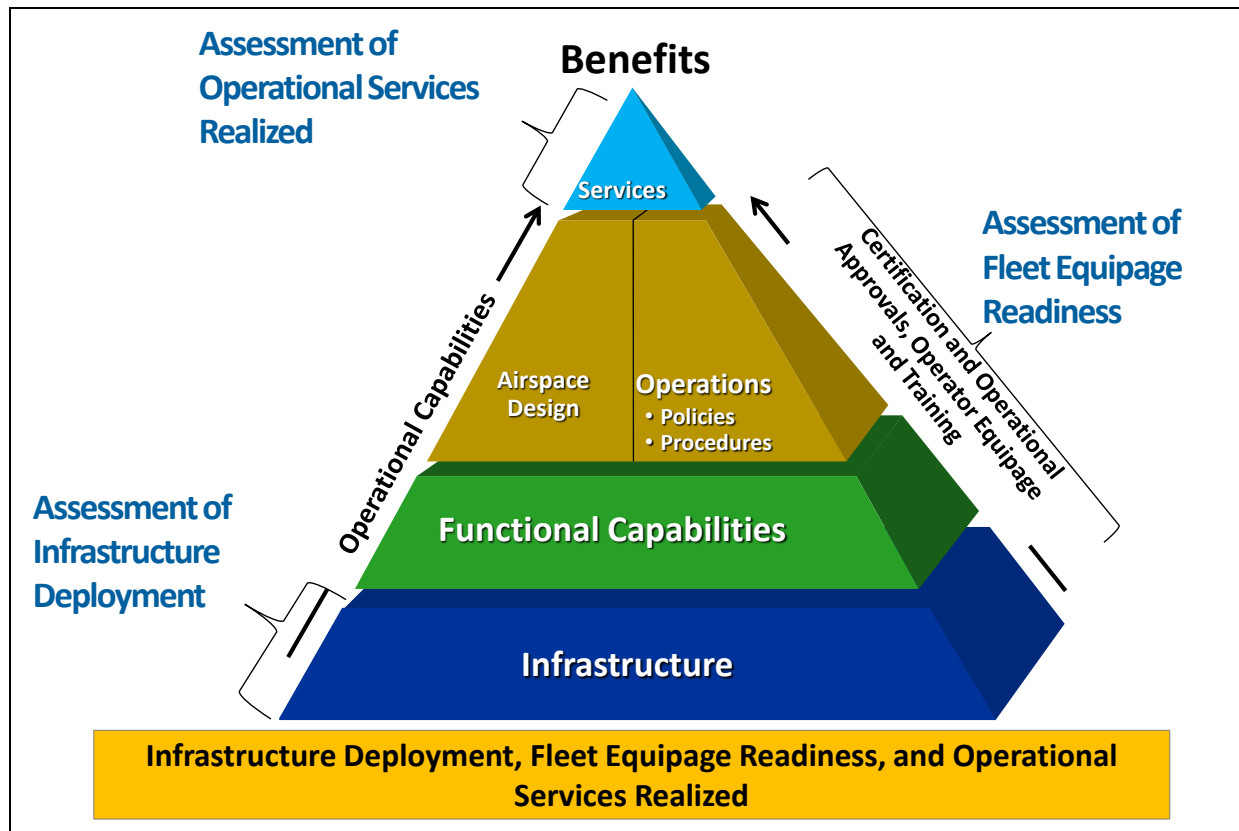 Assessment of
Operational Services
Realized
Benefits
Services
Assessment of
Fleet Equipage
Readiness
Certification and Operational
Approvals, Operator Equipage
and Training
Operational Capabilities
Airspace
Design
Operations
• Policies
• Procedures
Assessment of
Infrastructure
Deployment
Functional Capabilities
Infrastructure
Infrastructure Deployment, Fleet Equipage Readiness, and Operational
Services Realized